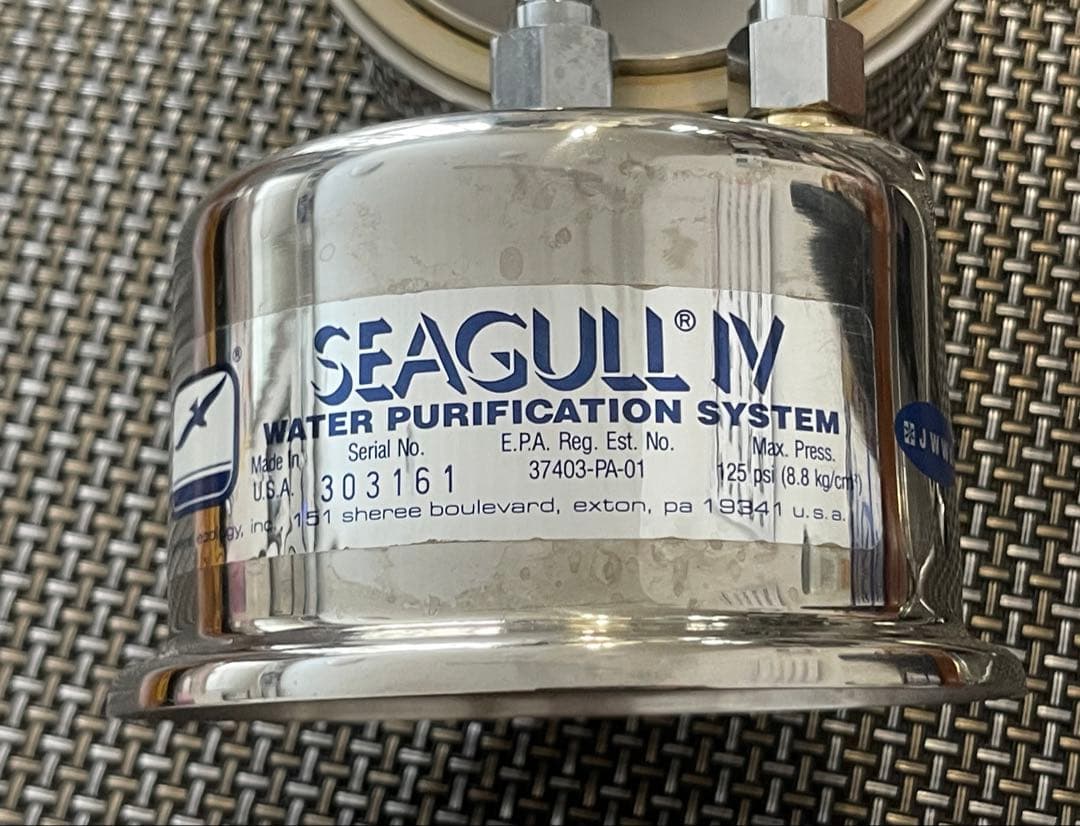 SEAGULL® IV
WATER PURIFICATION SYSTEM
Made In
U.S.A.
Serial No.
303161
E.P.A. Reg. Est. No.
37403-PA-01
Max. Press.
125 psi (8.8 kg/cm²)
inc. 151 sheree boulevard, exton, pa 19341 u.s.a.
®